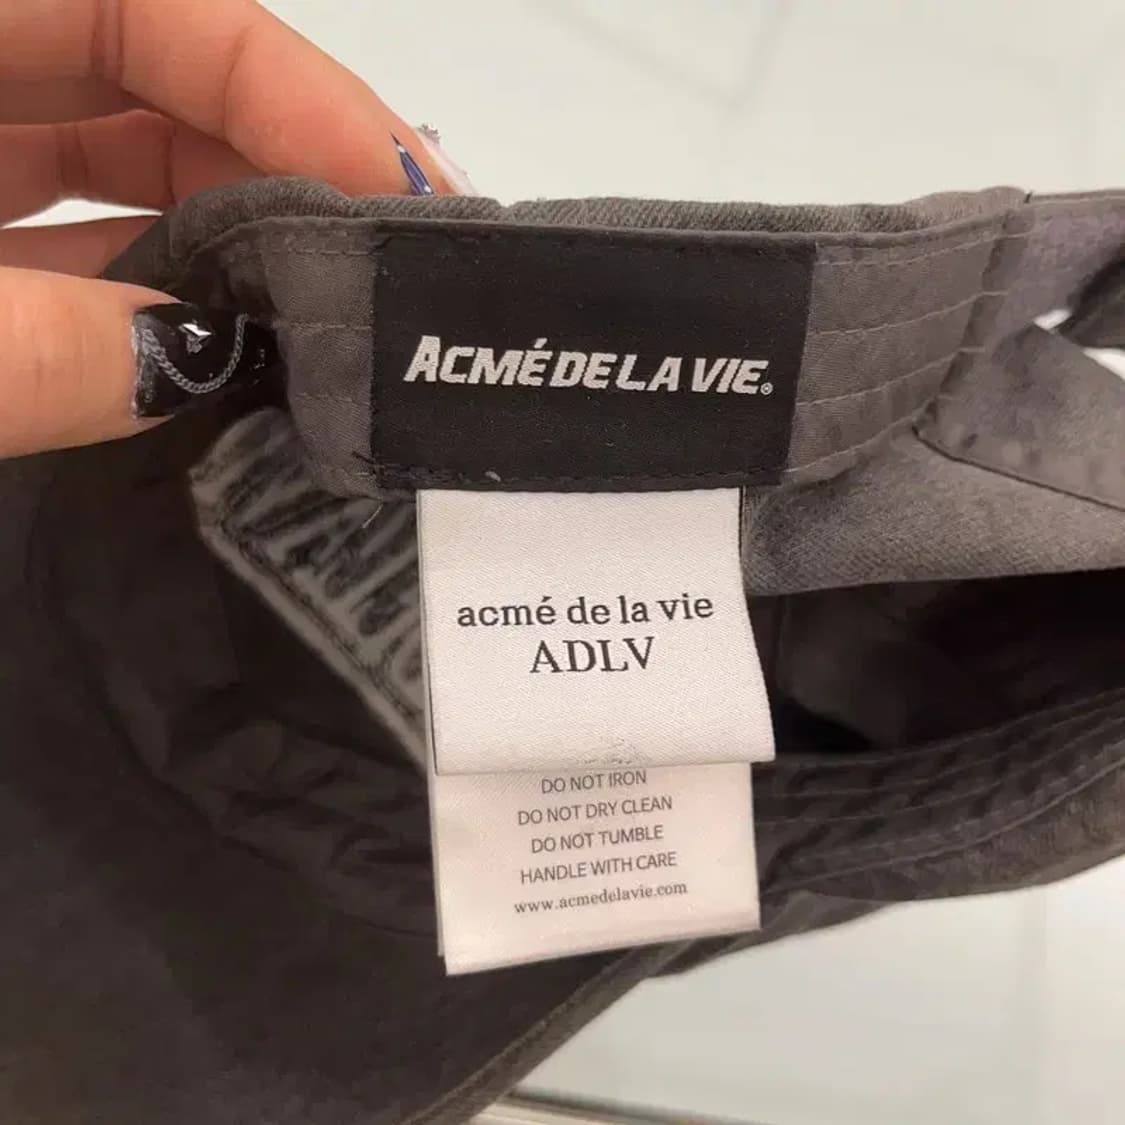 ACMÉ DE LA VIE®
acmé de la vie
ADLV
DO NOT IRON
DO NOT DRY CLEAN
DO NOT TUMBLE
HANDLE WITH CARE
www.acmedelavie.com